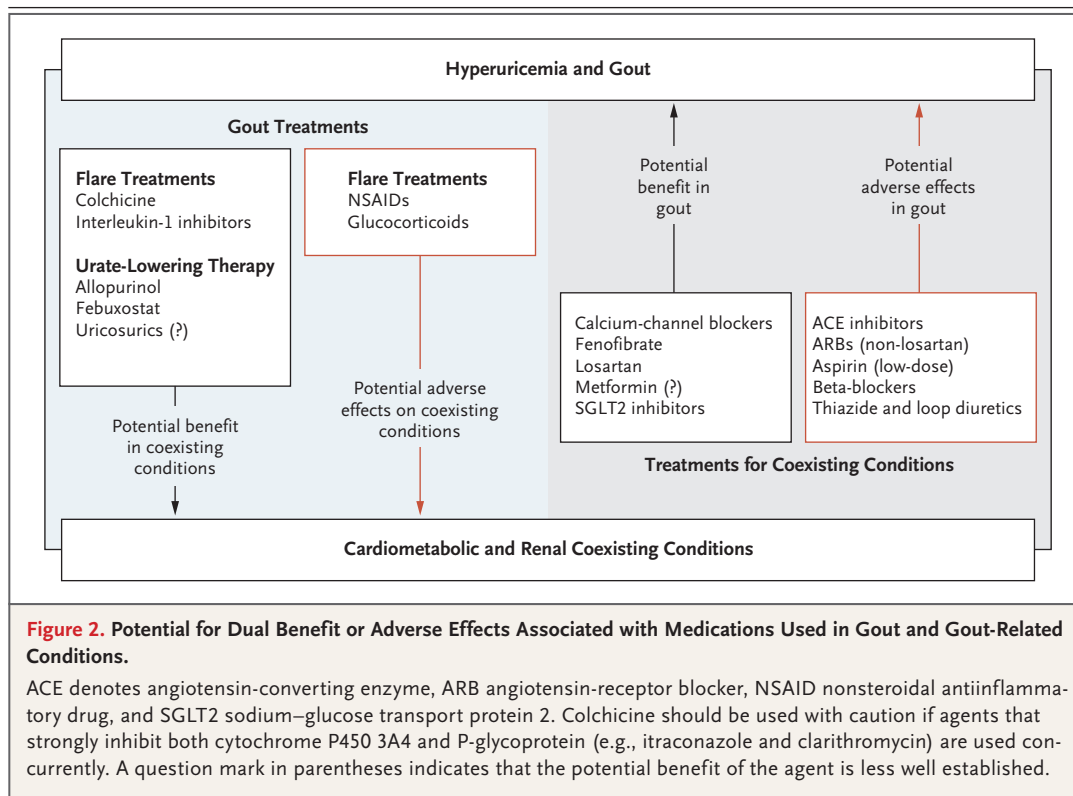 Hyperuricemia and Gout
Gout Treatments
Flare Treatments
Colchicine
Interleukin-1 inhibitors
Urate-Lowering Therapy
Allopurinol
Febuxostat
Uricosurics (?)
Potential benefit
in coexisting
conditions
Flare Treatments
NSAIDs
Glucocorticoids
Potential adverse
effects on coexisting
conditions
Potential
benefit in
gout
Calcium-channel blockers
Fenofibrate
Losartan
Metformin (?)
SGLT2 inhibitors
Potential
adverse effects
in gout
ACE inhibitors
ARBs (non-losartan)
Aspirin (low-dose)
Beta-blockers
Thiazide and loop diuretics
Treatments for Coexisting Conditions
Cardiometabolic and Renal Coexisting Conditions
Figure 2. Potential for Dual Benefit or Adverse Effects Associated with Medications Used in Gout and Gout-Related
Conditions.
ACE denotes angiotensin-converting enzyme, ARB angiotensin-receptor blocker, NSAID nonsteroidal antiinflamma-
tory drug, and SGLT2 sodium–glucose transport protein 2. Colchicine should be used with caution if agents that
strongly inhibit both cytochrome P450 3A4 and P-glycoprotein (e.g., itraconazole and clarithromycin) are used con-
currently. A question mark in parentheses indicates that the potential benefit of the agent is less well established.